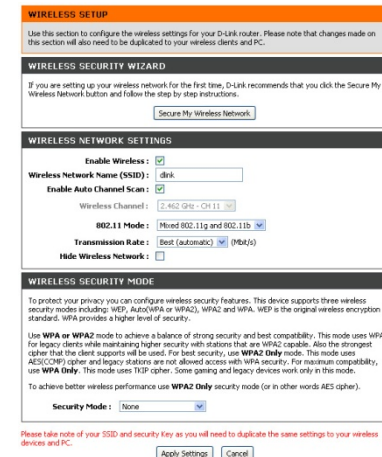 WIRELESS SETUP
Use this section to configure the wireless settings for your D-Link router. Please note that changes made on
this section will also need to be duplicated to your wireless clients and PC.
WIRELESS SECURITY WIZARD
If you are setting up your wireless network for the first time, D-Link recommends that you click the Secure My
Wireless Network button and follow the step by step instructions.
Secure My Wireless Network
WIRELESS NETWORK SETTINGS
Enable Wireless :
Wireless Network Name (SSID) : dlink
Enable Auto Channel Scan :
Wireless Channel : 2.462 GHz - CH 11
802.11 Mode : Mixed 802.11g and 802.11b
Transmission Rate : Best (automatic) (Mbit/s)
Hide Wireless Network :
WIRELESS SECURITY MODE
To protect your privacy you can configure wireless security features. This device supports three wireless
security modes including: WEP, Auto(WPA or WPA2), WPA2 and WPA. WEP is the original wireless encryption
standard. WPA provides a higher level of security.
Use WPA or WPA2 mode to achieve a balance of strong security and best compatibility. This mode uses WPA
for legacy clients while maintaining higher security with stations that are WPA2 capable. Also the strongest
cipher that the client supports will be used. For best security, use WPA2 Only mode. This mode uses
AES(CCMP) cipher and legacy stations are not allowed access with WPA security. For maximum compatibility,
use WPA Only. This mode uses TKIP cipher. Some gaming and legacy devices work only in this mode.
To achieve better wireless performance use WPA2 Only security mode (or in other words AES cipher).
Security Mode : None
Please take note of your SSID and security Key as you will need to duplicate the same settings to your wireless
devices and PC.
Apply Settings Cancel